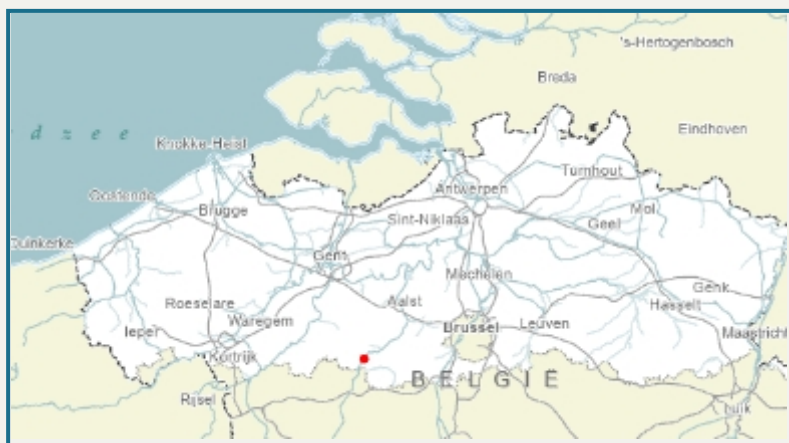 's-Hertogenbosch
Breda
Eindhoven
d z e e
Knokke-Heist
Turnhout
Antwerpen
Oostende
Brugge
Sint-Niklaas
Geel
Mol
Duinkerke
Gent
Mechelen
Genk
Roeselare
Aalst
Hasselt
Ieper
Waregem
Brussel
Leuven
Maastricht
Kortrijk
BELGIË
Rijsel
Luik